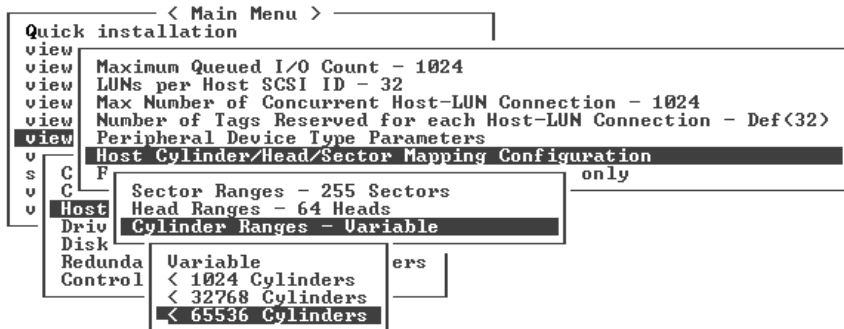 < Main Menu >
Quick installation
view
view Maximum Queued I/O Count - 1024
view LUNs per Host SCSI ID - 32
view Max Number of Concurrent Host-LUN Connection - 1024
view Number of Tags Reserved for each Host-LUN Connection - Def(32)
view Peripheral Device Type Parameters
v Host Cylinder/Head/Sector Mapping Configuration
s C F only
v C Sector Ranges - 255 Sectors
v Host Head Ranges - 64 Heads
Driv Cylinder Ranges - Variable
Disk
Redunda Variable ers
Control < 1024 Cylinders
< 32768 Cylinders
< 65536 Cylinders